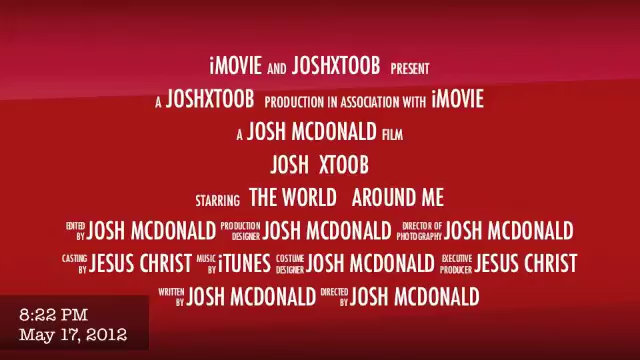 iMOVIE AND JOSHXTOOB PRESENT
A JOSHXTOOB PRODUCTION IN ASSOCIATION WITH iMOVIE
A JOSH MCDONALD FILM
JOSH XTOOB
STARRING THE WORLD AROUND ME
EDITED BY JOSH MCDONALD PRODUCTION DESIGNER JOSH MCDONALD DIRECTOR OF PHOTOGRAPHY JOSH MCDONALD
CASTING BY JESUS CHRIST MUSIC BY iTUNES COSTUME DESIGNER JOSH MCDONALD EXECUTIVE PRODUCER JESUS CHRIST
WRITTEN BY JOSH MCDONALD DIRECTED BY JOSH MCDONALD
8:22 PM
May 17, 2012